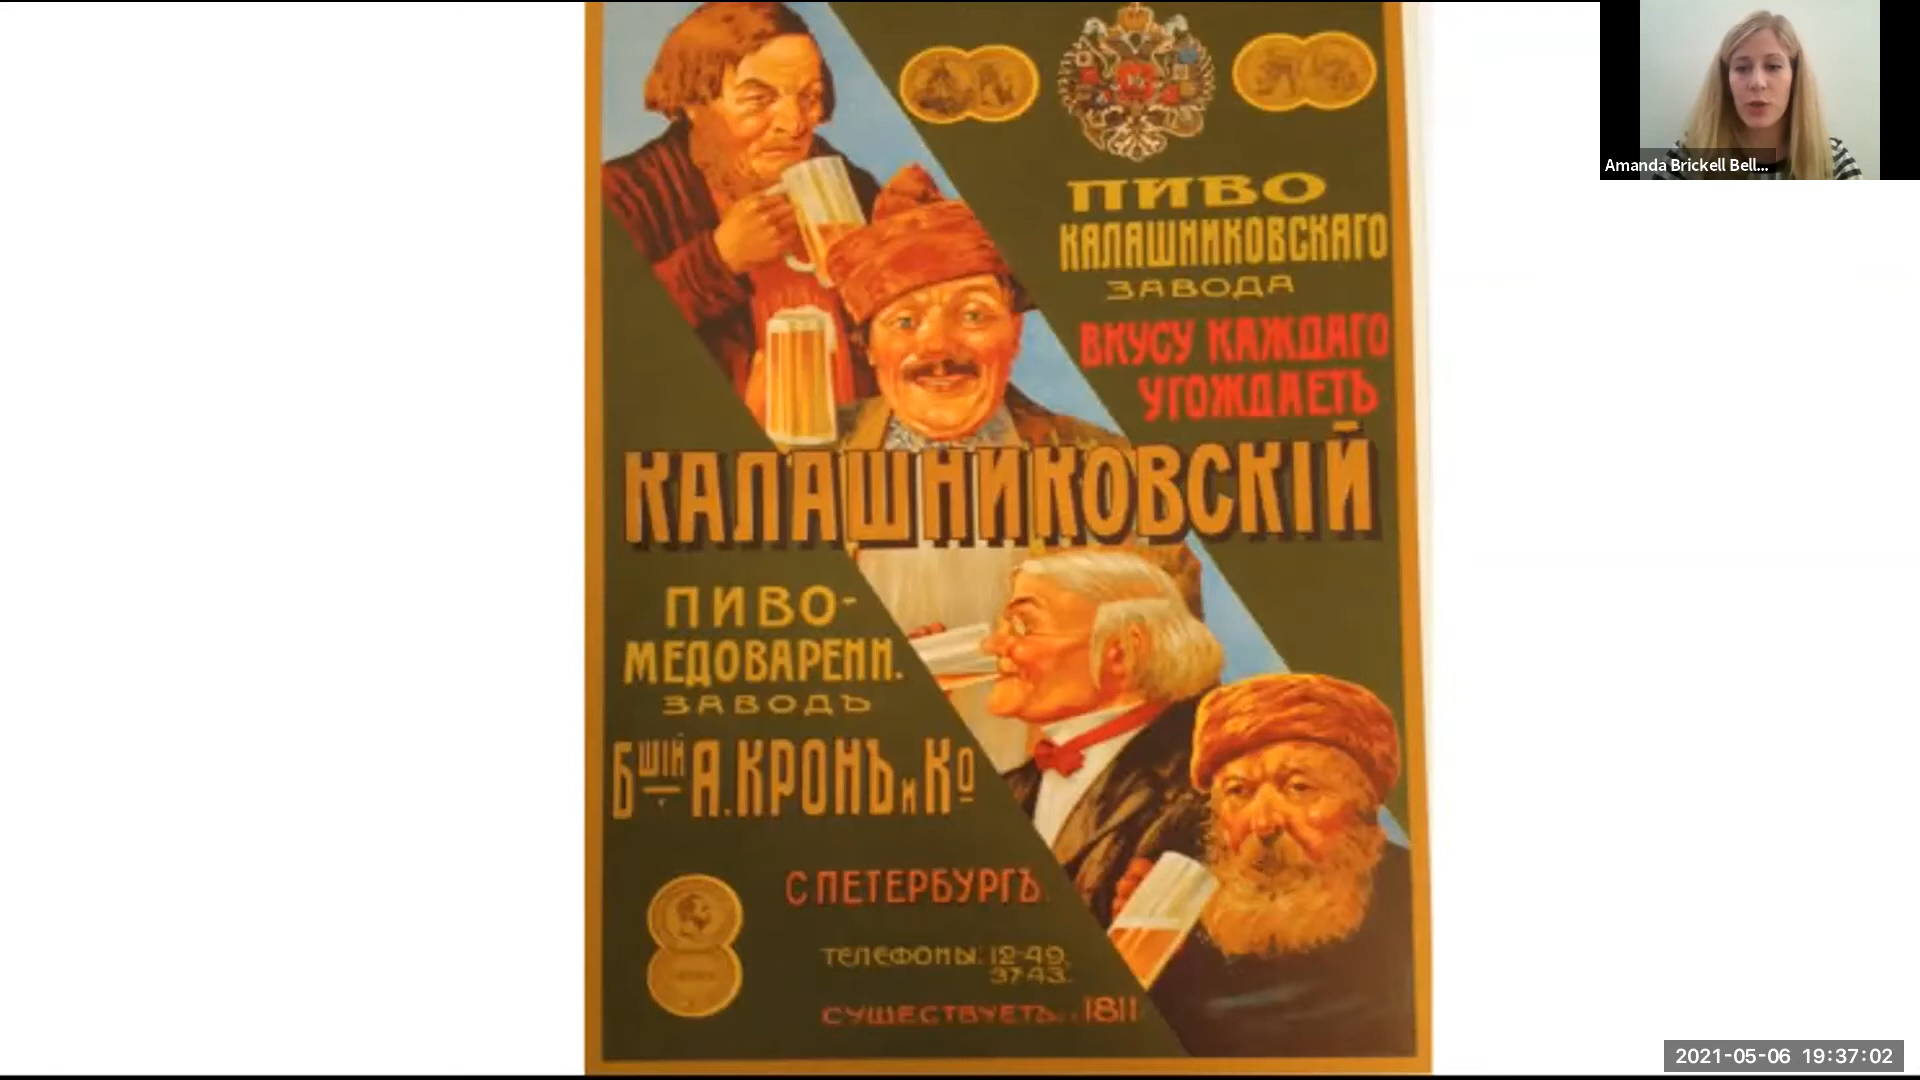 Amanda Brickell Bell...
ПИВО
КАЛАШНИКОВСКАГО
ЗАВОДА
ВКУСУ КАЖДАГО
УГОЖДАЕТЪ
КАЛАШНИКОВСКІЙ
ПИВО-
МЕДОВАРЕНН.
ЗАВОДЪ
БШІЙ А. КРОНЪ и Ко
С ПЕТЕРБУРГЪ.
ТЕЛЕФОНЫ: 12-49,
37-43.
СУЩЕСТВУЕТЪ 1811
2021-05-06 19:37:02